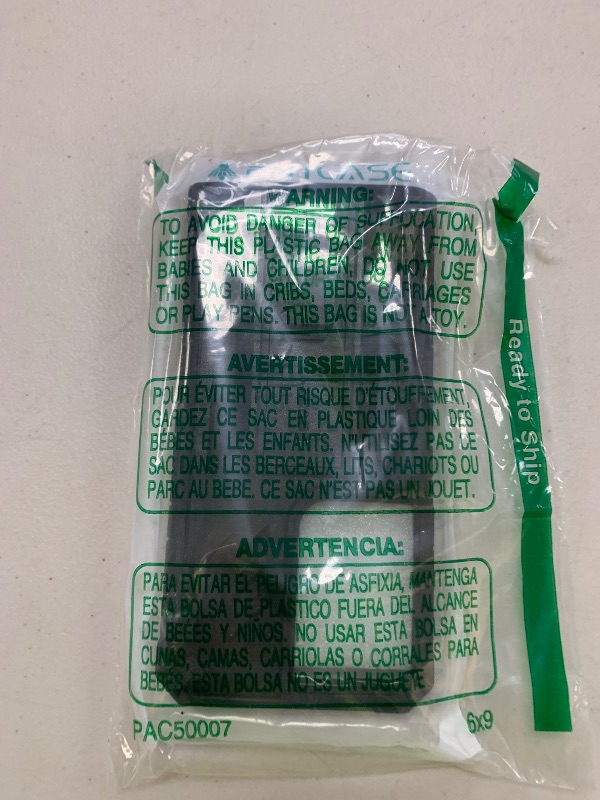 WARNING:
TO AVOID DANGER OF SUFFOCATION,
KEEP THIS PLASTIC BAG AWAY FROM
BABIES AND CHILDREN. DO NOT USE
THIS BAG IN CRIBS, BEDS, CARRIAGES
OR PLAY PENS. THIS BAG IS NOT A TOY.
AVERTISSEMENT:
POUR ÉVITER TOUT RISQUE D'ÉTOUFFEMENT,
GARDEZ CE SAC EN PLASTIQUE LOIN DES
BEBES ET LES ENFANTS. N'UTILISEZ PAS CE
SAC DANS LES BERCEAUX, LITS, CHARIOTS OU
PARC AU BEBE. CE SAC N'EST PAS UN JOUET.
ADVERTENCIA:
PARA EVITAR EL PELIGRO DE ASFIXIA, MANTENGA
ESTA BOLSA DE PLASTICO FUERA DEL ALCANCE
DE BEBES Y NIÑOS. NO USAR ESTA BOLSA EN
CUNAS, CAMAS, CARRIOLAS O CORRALES PARA
BEBES. ESTA BOLSA NO ES UN JUGUETE
PAC50007 6x9
Ready to Ship